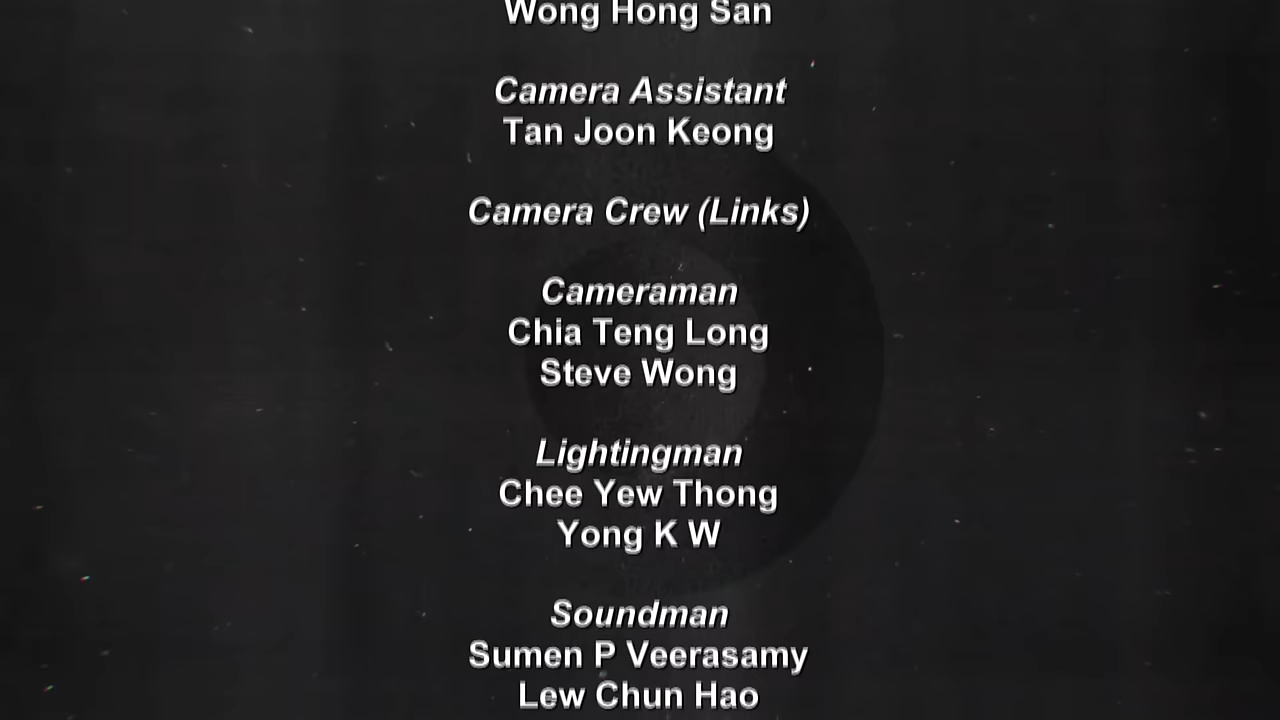 Wong Hong San
Camera Assistant
Tan Joon Keong
Camera Crew (Links)
Cameraman
Chia Teng Long
Steve Wong
Lightingman
Chee Yew Thong
Yong K W
Soundman
Sumen P Veerasamy
Lew Chun Hao